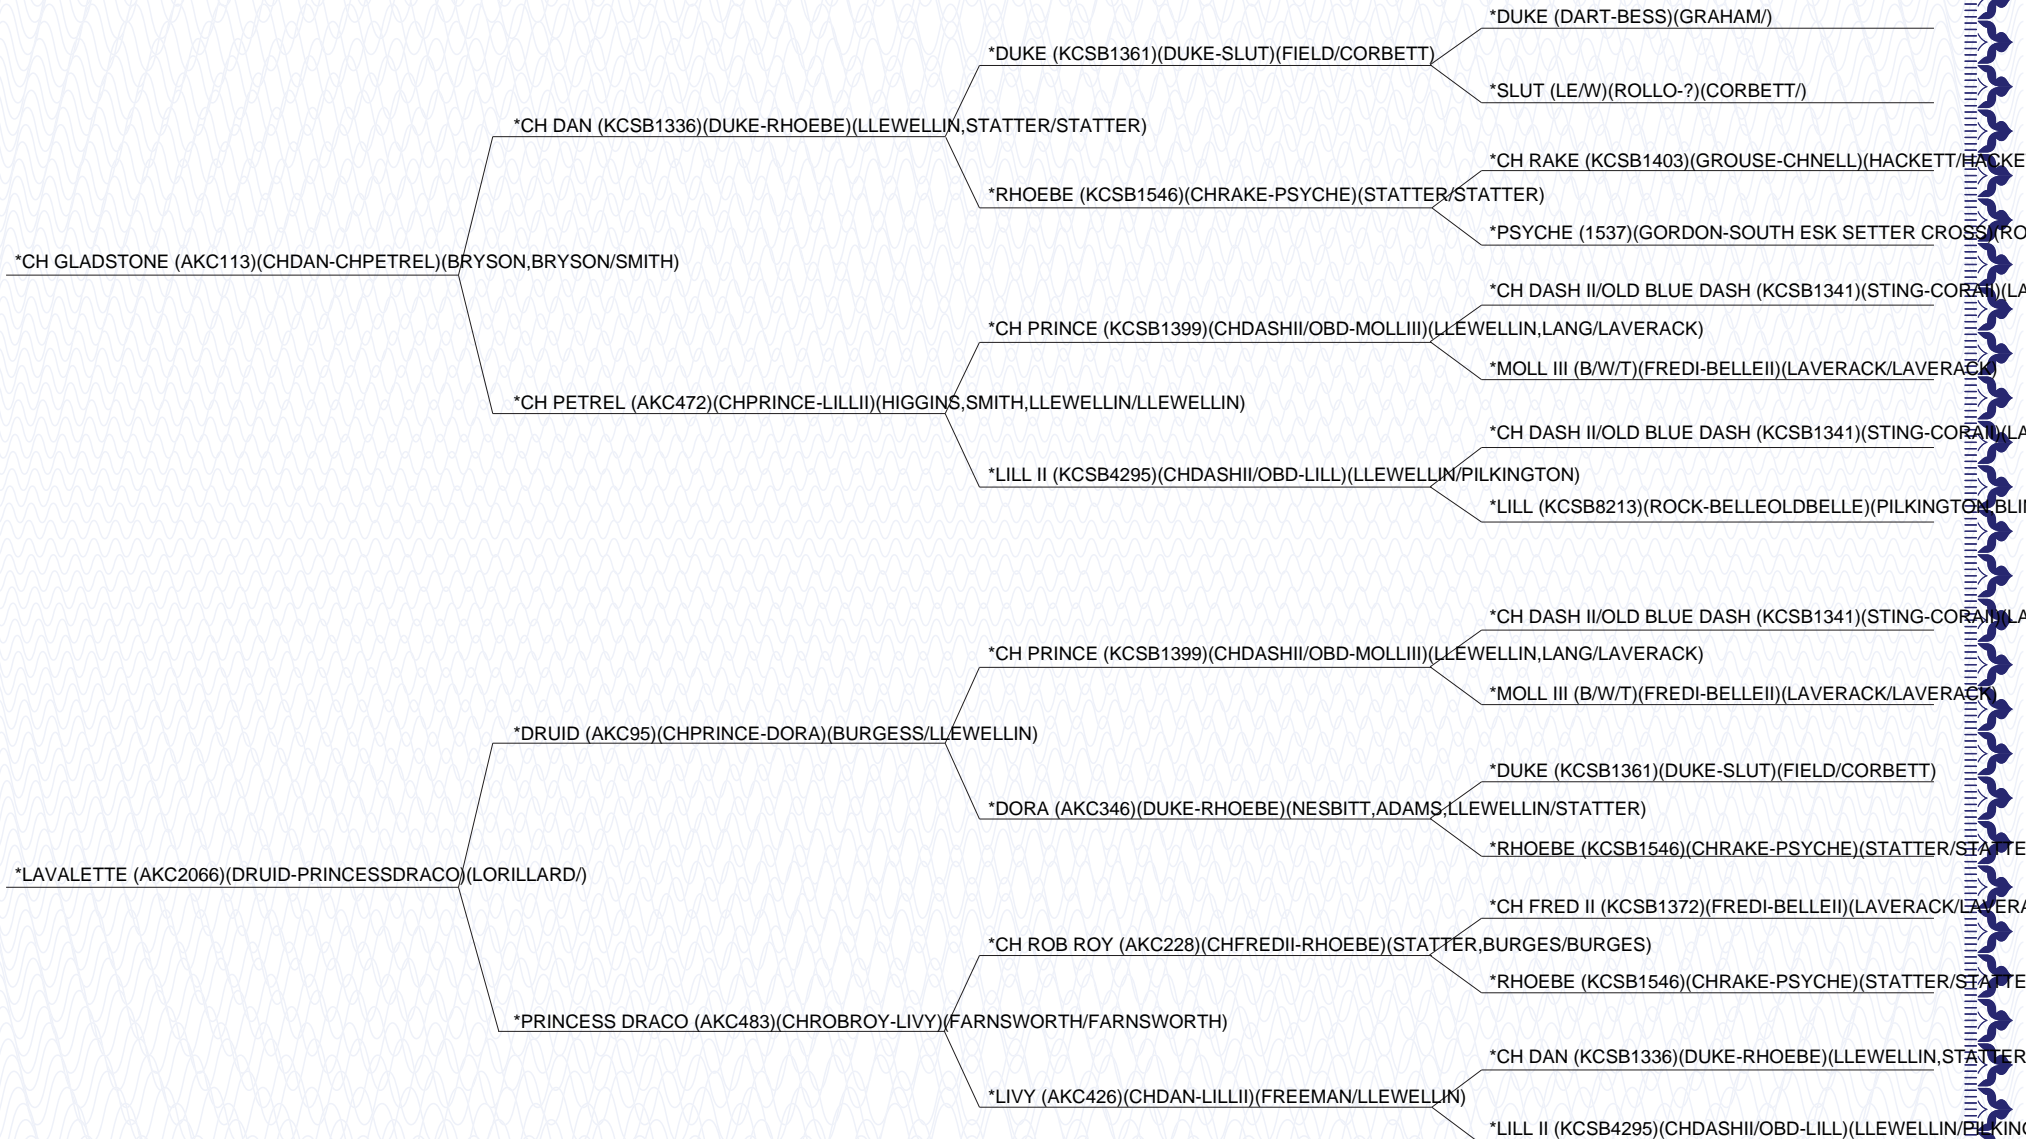 *DUKE (DART-BESS)(GRAHAM/)
*DUKE (KCSB1361)(DUKE-SLUT)(FIELD/CORBETT)
*SLUT (LE/W)(ROLLO-?)(CORBETT/)
*CH DAN (KCSB1336)(DUKE-RHOEBE)(LLEWELLIN,STATTER/STATTER)
*CH RAKE (KCSB1403)(GROUSE-CHNELL)(HACKETT/HACKE
*RHOEBE (KCSB1546)(CHRAKE-PSYCHE)(STATTER/STATTER)
*PSYCHE (1537)(GORDON-SOUTH ESK SETTER CROSS)(RO
*CH GLADSTONE (AKC113)(CHDAN-CHPETREL)(BRYSON,BRYSON/SMITH)
*CH DASH II/OLD BLUE DASH (KCSB1341)(STING-CORAII)(LA
*CH PRINCE (KCSB1399)(CHDASHII/OBD-MOLLIII)(LLEWELLIN,LANG/LAVERACK)
*MOLL III (B/W/T)(FREDI-BELLEII)(LAVERACK/LAVERACK)
*CH PETREL (AKC472)(CHPRINCE-LILLII)(HIGGINS,SMITH,LLEWELLIN/LLEWELLIN)
*CH DASH II/OLD BLUE DASH (KCSB1341)(STING-CORAII)(LA
*LILL II (KCSB4295)(CHDASHII/OBD-LILL)(LLEWELLIN/PILKINGTON)
*LILL (KCSB8213)(ROCK-BELLEOLDBELLE)(PILKINGTON,BLI
*CH DASH II/OLD BLUE DASH (KCSB1341)(STING-CORAII)(LA
*CH PRINCE (KCSB1399)(CHDASHII/OBD-MOLLIII)(LLEWELLIN,LANG/LAVERACK)
*MOLL III (B/W/T)(FREDI-BELLEII)(LAVERACK/LAVERACK)
*DRUID (AKC95)(CHPRINCE-DORA)(BURGESS/LLEWELLIN)
*DUKE (KCSB1361)(DUKE-SLUT)(FIELD/CORBETT)
*DORA (AKC346)(DUKE-RHOEBE)(NESBITT,ADAMS,LLEWELLIN/STATTER)
*RHOEBE (KCSB1546)(CHRAKE-PSYCHE)(STATTER/STATTE
*LAVALETTE (AKC2066)(DRUID-PRINCESSDRACO)(LORILLARD/)
*CH FRED II (KCSB1372)(FREDI-BELLEII)(LAVERACK/LAVERA
*CH ROB ROY (AKC228)(CHFREDII-RHOEBE)(STATTER,BURGES/BURGES)
*RHOEBE (KCSB1546)(CHRAKE-PSYCHE)(STATTER/STATTE
*PRINCESS DRACO (AKC483)(CHROBROY-LIVY)(FARNSWORTH/FARNSWORTH)
*CH DAN (KCSB1336)(DUKE-RHOEBE)(LLEWELLIN,STATTER
*LIVY (AKC426)(CHDAN-LILLII)(FREEMAN/LLEWELLIN)
*LILL II (KCSB4295)(CHDASHII/OBD-LILL)(LLEWELLIN/PILKING